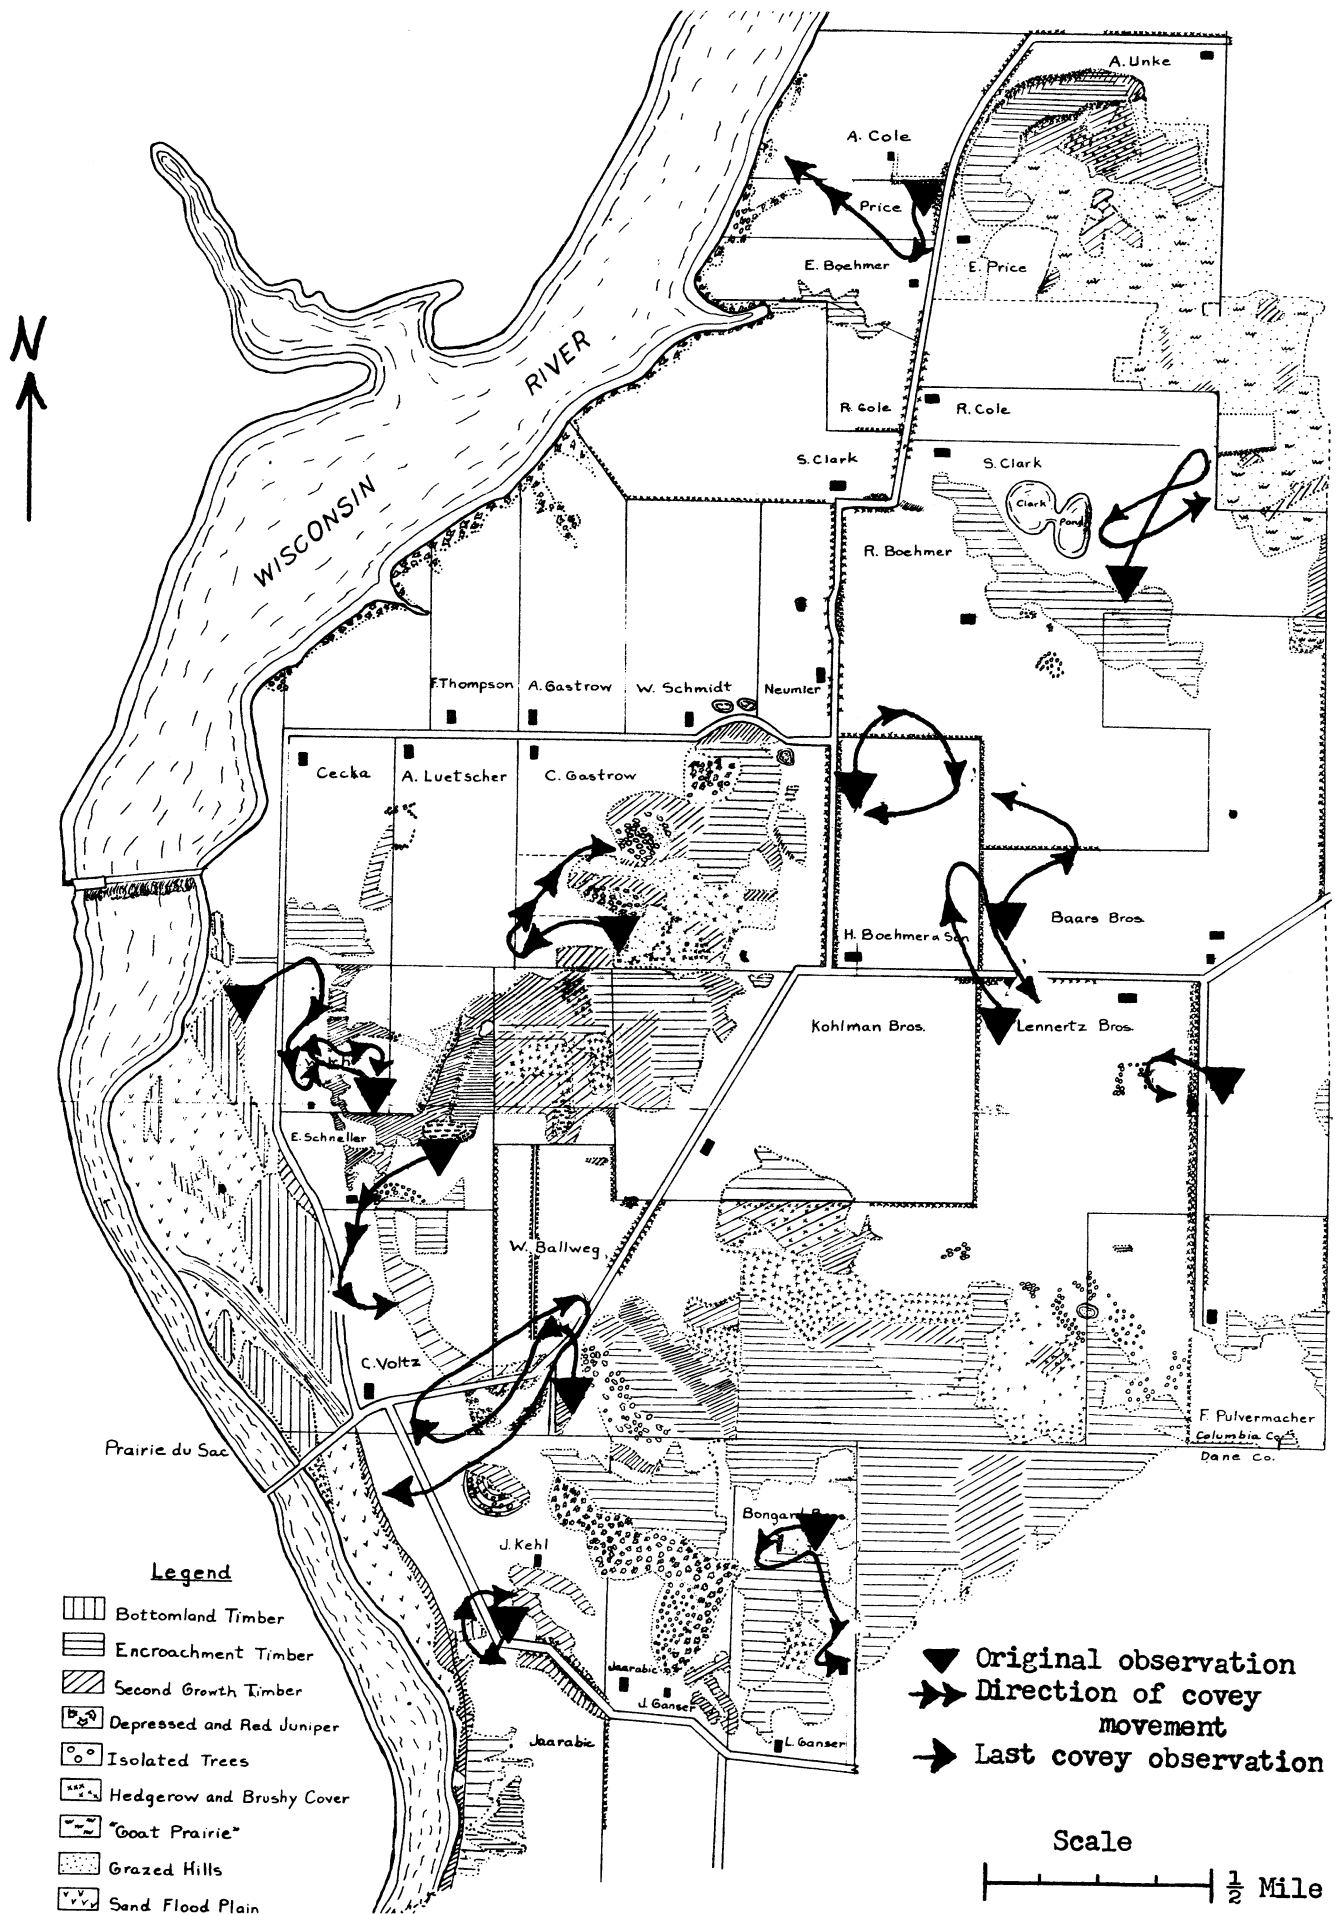 A. Unke
A. Cole
Price
E. Boehmer
E. Price
N
RIVER
R. Cole
R. Cole
S. Clark
S. Clark
Clark
Pond
WISCONSIN
R. Boehmer
F. Thompson
A. Gastrow
W. Schmidt
Neumier
Cecka
A. Luetscher
C. Gastrow
Baars Bros.
H. Boehmer & Son
Kohlman Bros.
Lennertz Bros.
E. Schneller
W. Ballweg
C. Voltz
F. Pulvermacher
Columbia Co.
Prairie du Sac
Dane Co.
Bongard Bros.
J. Kehl
Jaarabic
J. Ganser
Jaarabic
L. Ganser
Legend
Bottomland Timber
Encroachment Timber
Second Growth Timber
Depressed and Red Juniper
Isolated Trees
Hedgerow and Brushy Cover
"Goat Prairie"
Grazed Hills
Sand Flood Plain
Original observation
Direction of covey
movement
Last covey observation
Scale
1/2 Mile